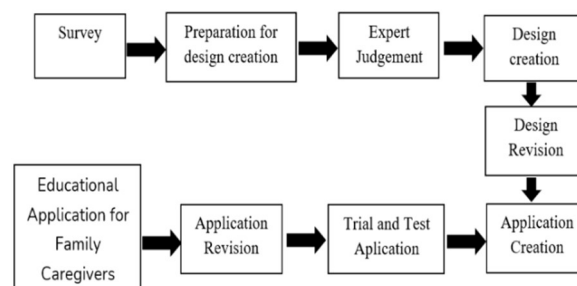 Survey
Preparation for
design creation
Expert
Judgement
Design
creation
Design
Revision
Educational
Application for
Family
Caregivers
Application
Revision
Trial and Test
Aplication
Application
Creation